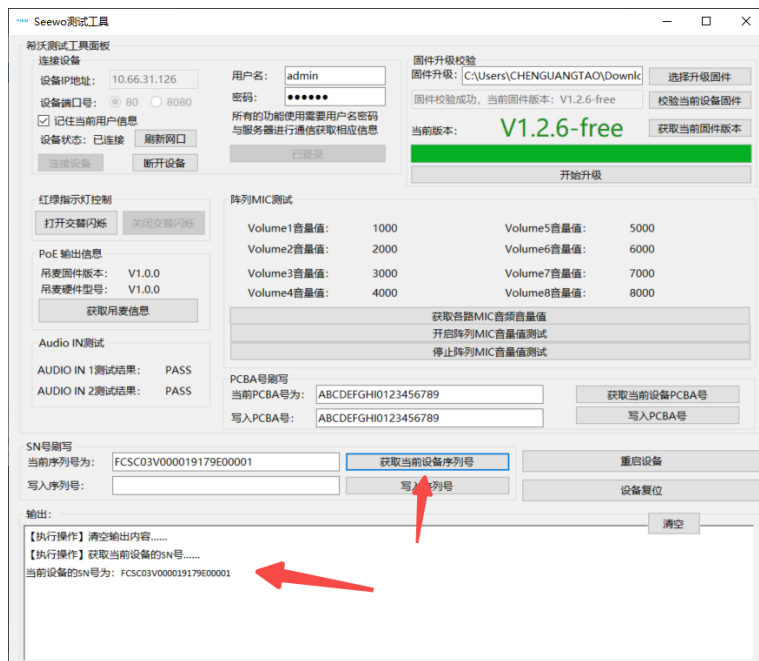 Seewo测试工具
希沃测试工具面板
连接设备
设备IP地址: 10.66.31.126
设备端口号: 80 8080
记住当前用户信息
设备状态: 已连接 刷新网口
连接设备 断开设备
用户名: admin
密码: ●●●●●●
所有的功能使用需要用户名密码
与服务器进行通信获取相应信息
已登录
固件升级校验
固件升级: C:\Users\CHENGUANGTAO\Downlc 选择升级固件
固件校验成功, 当前固件版本: V1.2.6-free 校验当前设备固件
当前版本: V1.2.6-free 获取当前固件版本
开始升级
红绿指示灯控制
打开交替闪烁 关闭交替闪烁
PoE 输出信息
吊麦固件版本: V1.0.0
吊麦硬件型号: V1.0.0
获取吊麦信息
Audio IN测试
AUDIO IN 1测试结果: PASS
AUDIO IN 2测试结果: PASS
阵列MIC测试
Volume1音量值: 1000 Volume5音量值: 5000
Volume2音量值: 2000 Volume6音量值: 6000
Volume3音量值: 3000 Volume7音量值: 7000
Volume4音量值: 4000 Volume8音量值: 8000
获取各路MIC音频音量值
开启阵列MIC音量值测试
停止阵列MIC音量值测试
PCBA号刷写
当前PCBA号为: ABCDEFGHI0123456789 获取当前设备PCBA号
写入PCBA号: ABCDEFGHI0123456789 写入PCBA号
SN号刷写
当前序列号为: FCSC03V000019179E00001 获取当前设备序列号 重启设备
写入序列号: 写入序列号 设备复位
输出: 清空
【执行操作】清空输出内容......
【执行操作】获取当前设备的SN号......
当前设备的SN号为: FCSC03V000019179E00001